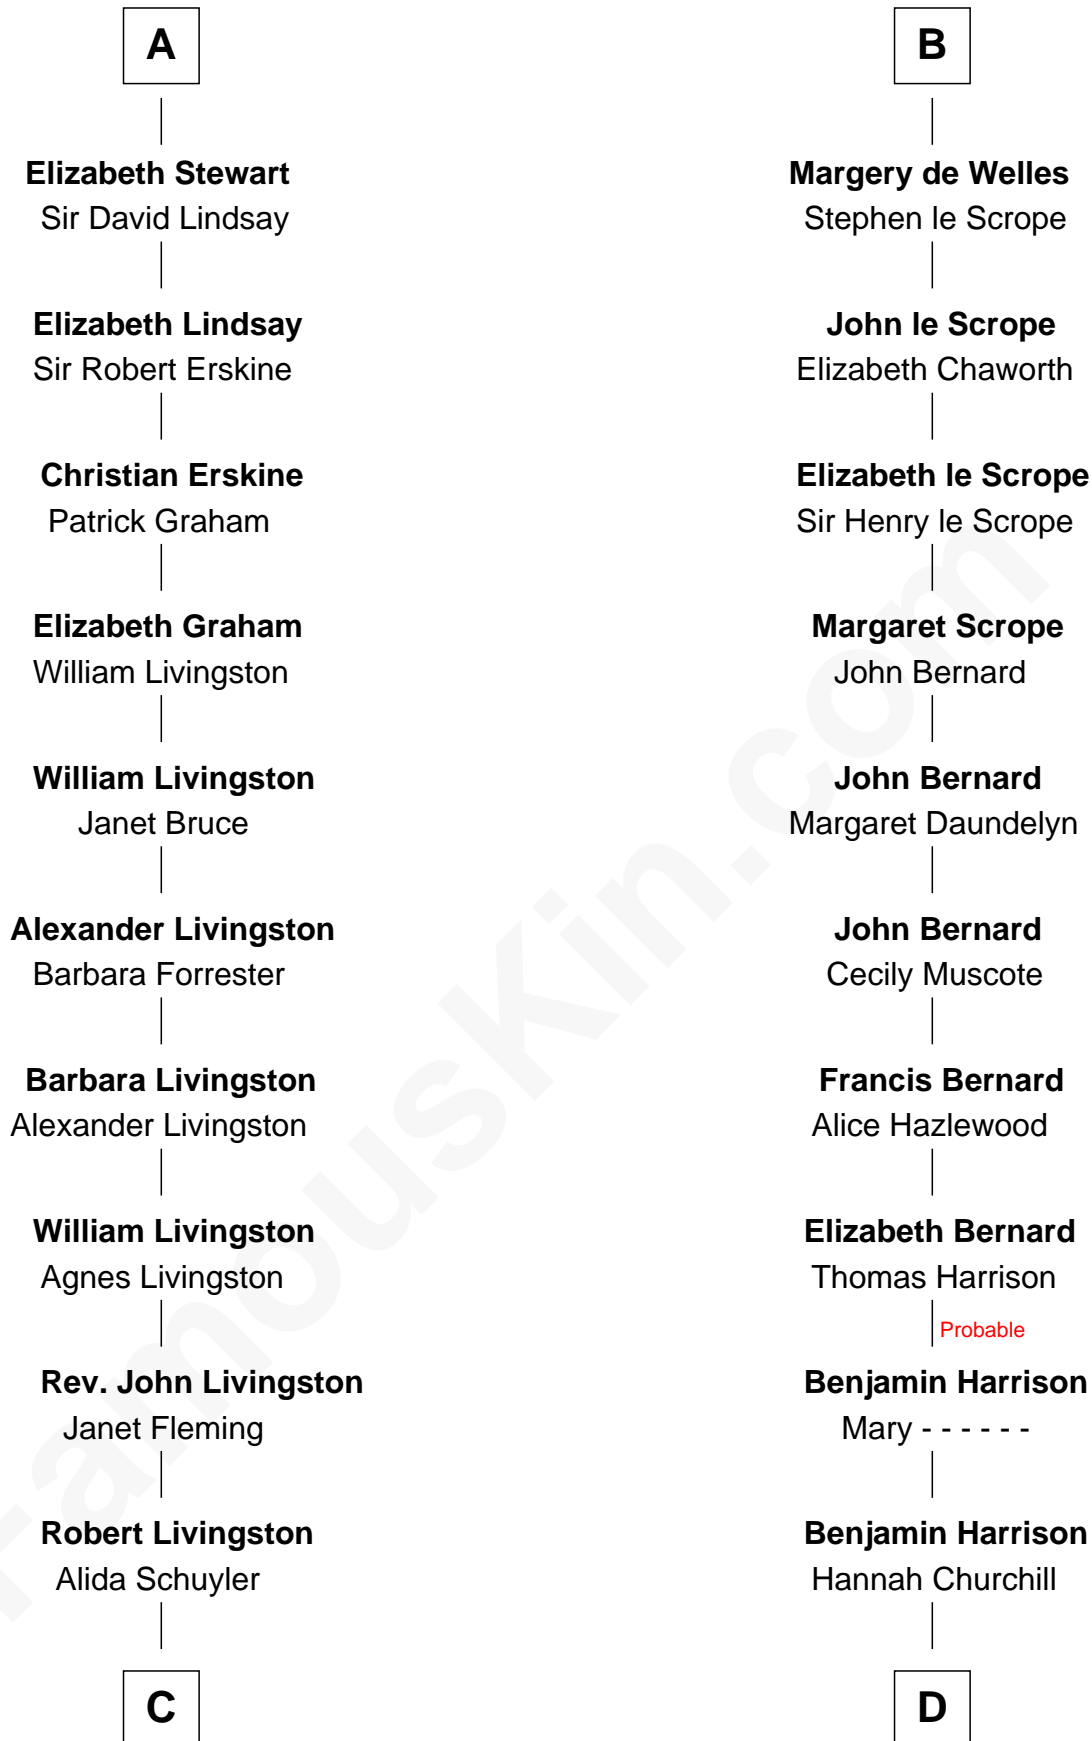 A
Elizabeth Stewart
Sir David Lindsay
Elizabeth Lindsay
Sir Robert Erskine
Christian Erskine
Patrick Graham
Elizabeth Graham
William Livingston
William Livingston
Janet Bruce
Alexander Livingston
Barbara Forrester
Barbara Livingston
Alexander Livingston
William Livingston
Agnes Livingston
Rev. John Livingston
Janet Fleming
Robert Livingston
Alida Schuyler
C
B
Margery de Welles
Stephen le Scrope
John le Scrope
Elizabeth Chaworth
Elizabeth le Scrope
Sir Henry le Scrope
Margaret Scrope
John Bernard
John Bernard
Margaret Daundelyn
John Bernard
Cecily Muscote
Francis Bernard
Alice Hazlewood
Elizabeth Bernard
Thomas Harrison
Probable
Benjamin Harrison
Mary - - - - - -
Benjamin Harrison
Hannah Churchill
D
FamousKin.com